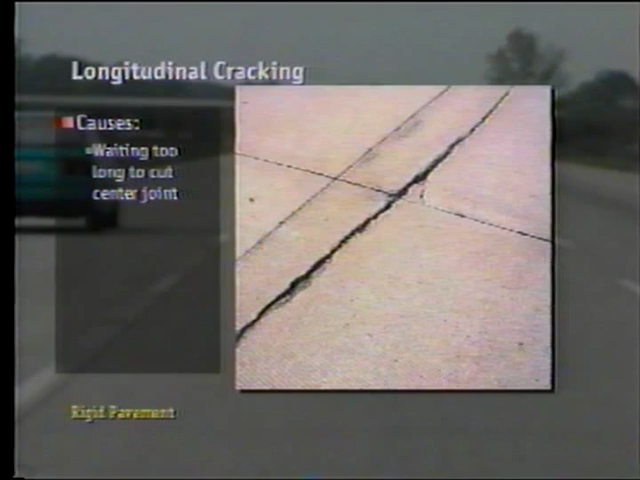 Longitudinal Cracking
Causes:
Waiting too
long to cut
center joint
Rigid Pavement